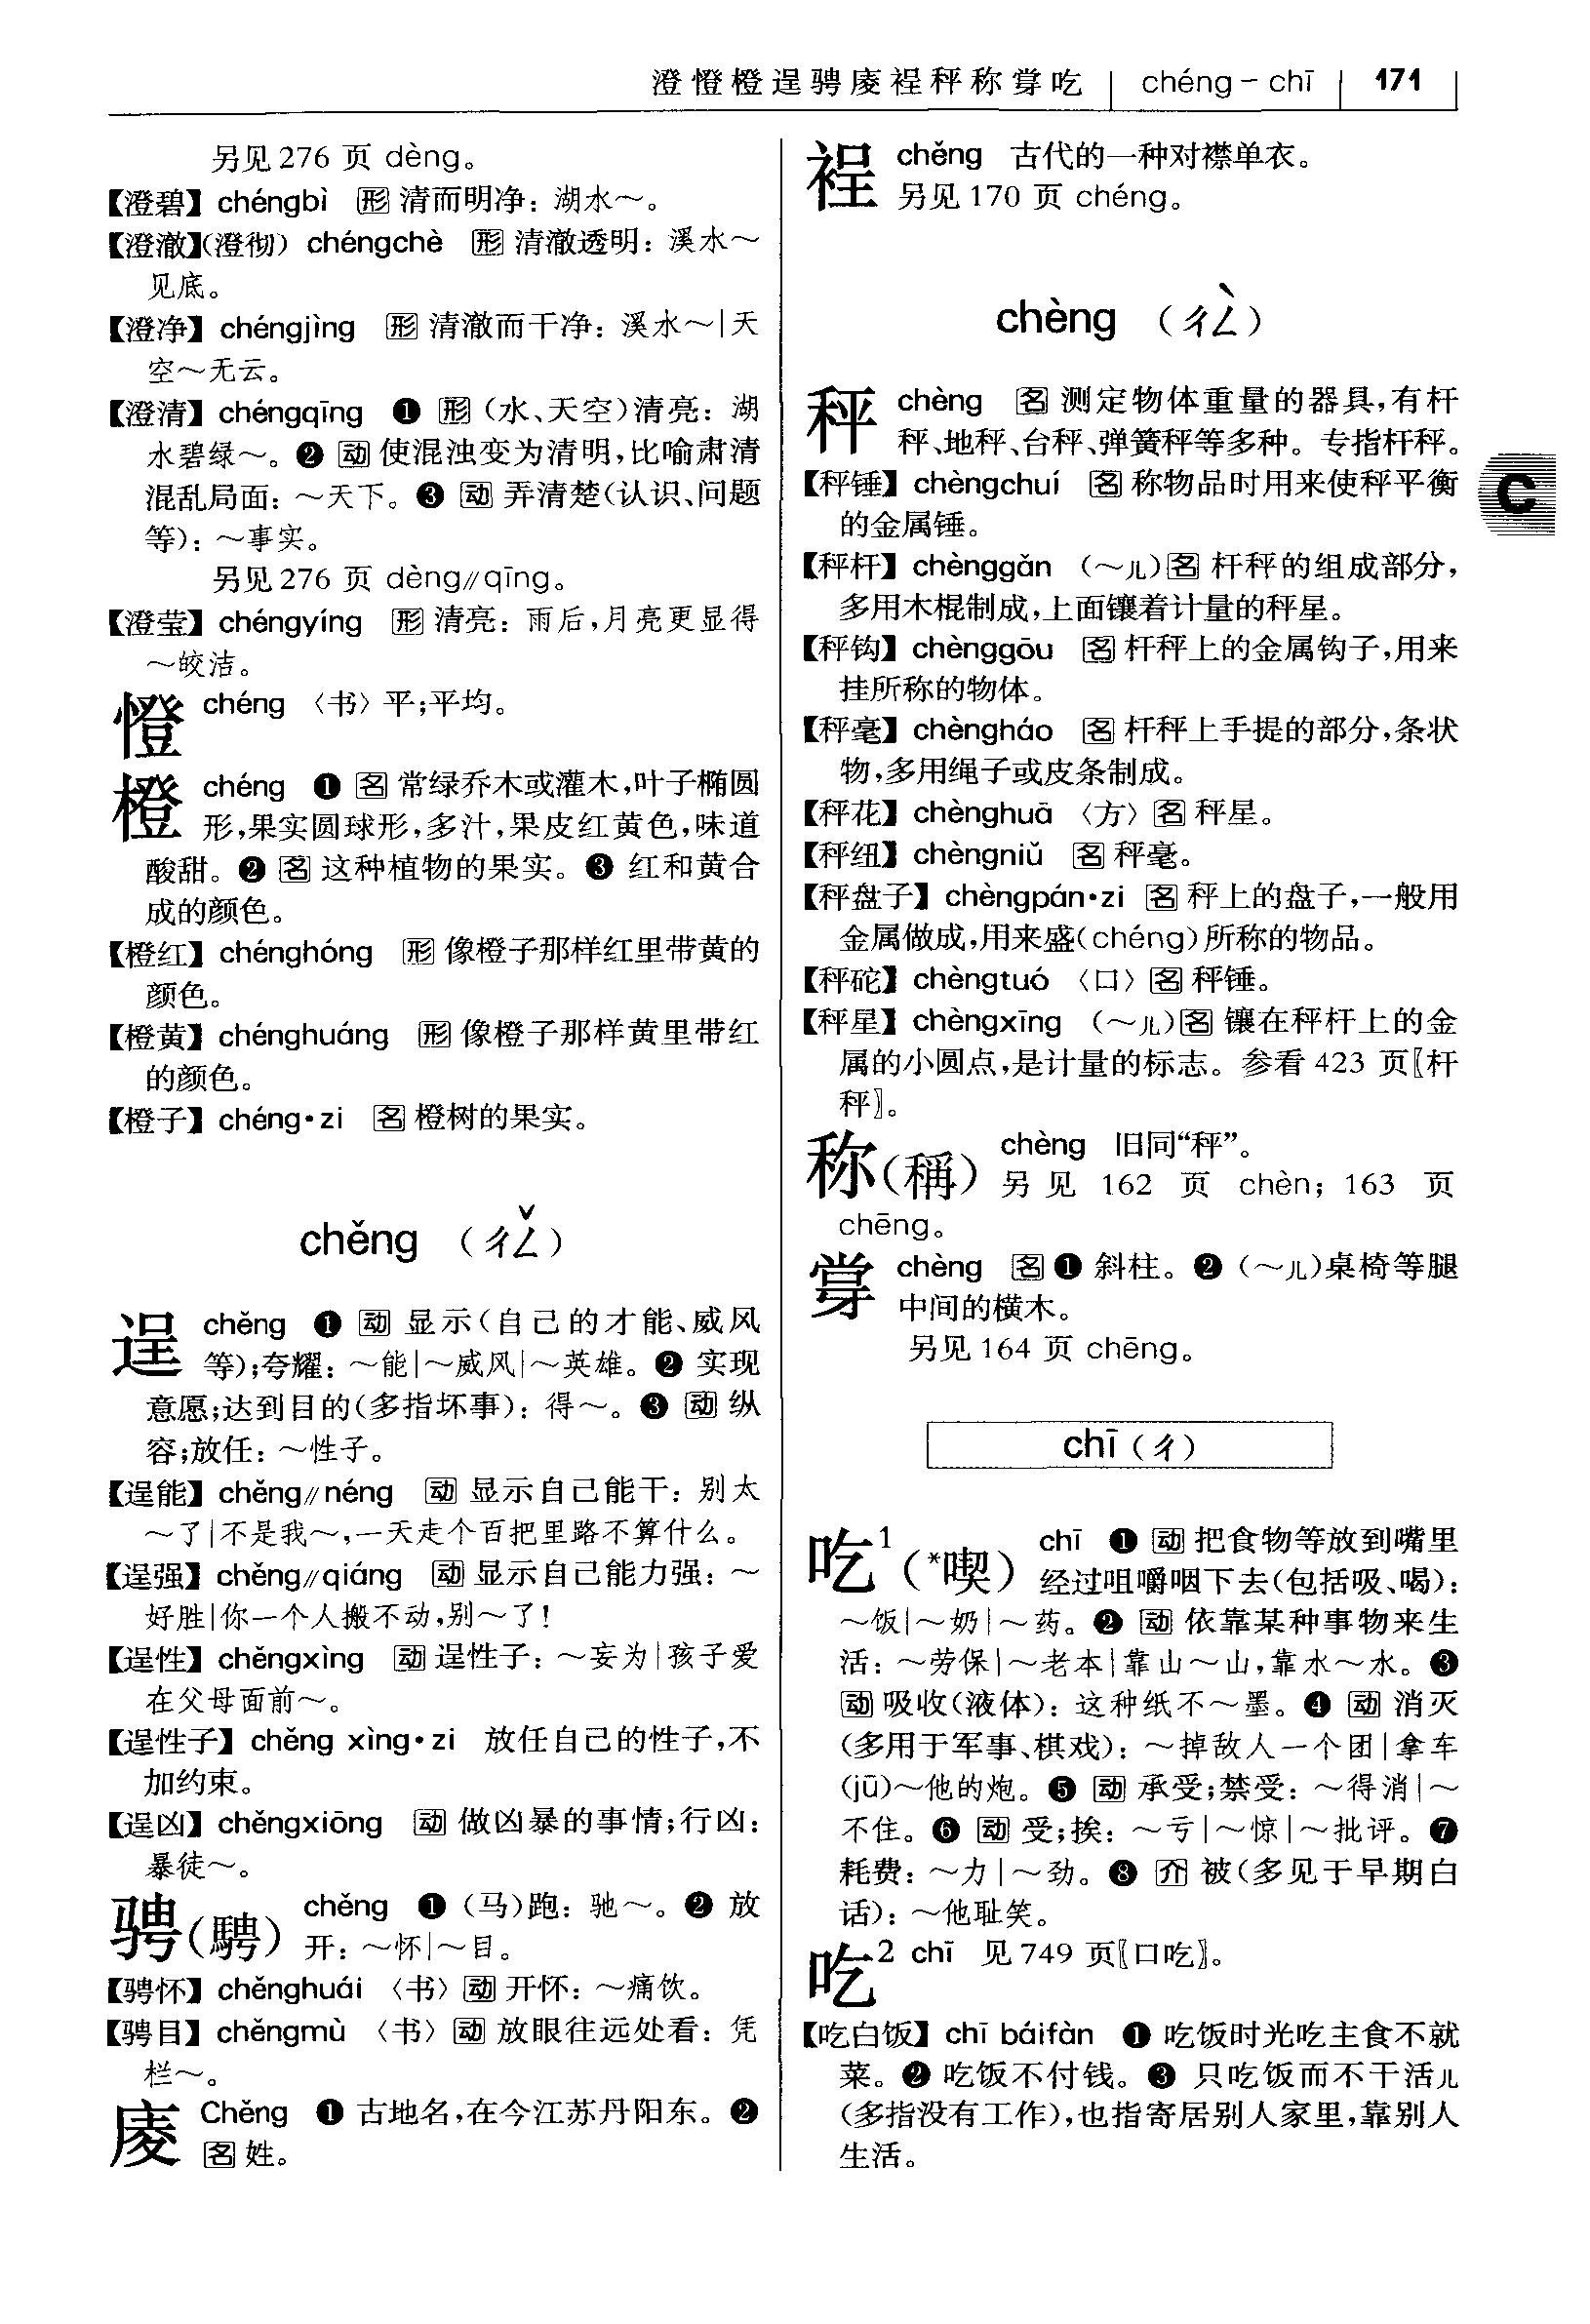 澄憕橙逞骋庱裎秤称牚吃 chéng－chī 171
另见276 页 dèng。
【澄碧】chéngbì 形 清而明净：湖水～。
【澄澈】(澄彻) chéngchè 形 清澈透明：溪水～
见底。
【澄净】chéngjìng 形 清澈而干净：溪水～|天
空～无云。
【澄清】chéngqīng ❶ 形（水、天空）清亮：湖
水碧绿～。❷ 动 使混浊变为清明，比喻肃清
混乱局面：～天下。❸ 动 弄清楚（认识、问题
等）：～事实。
另见276 页 dèng//qīng。
【澄莹】chéngyíng 形 清亮：雨后，月亮更显得
～皎洁。
憕 chéng 〈书〉平；平均。
橙 chéng ❶ 名 常绿乔木或灌木，叶子椭圆
形，果实圆球形，多汁，果皮红黄色，味道
酸甜。❷ 名 这种植物的果实。❸ 红和黄合
成的颜色。
【橙红】chénghóng 形 像橙子那样红里带黄的
颜色。
【橙黄】chénghuáng 形 像橙子那样黄里带红
的颜色。
【橙子】chéng·zi 名 橙树的果实。
chěng （ㄔㄥˇ）
逞 chěng ❶ 动 显示（自己的才能、威风
等）；夸耀：～能|～威风|～英雄。❷ 实现
意愿；达到目的（多指坏事）：得～。❸ 动 纵
容；放任：～性子。
【逞能】chěng//néng 动 显示自己能干：别太
～了|不是我～，一天走个百把里路不算什么。
【逞强】chěng//qiáng 动 显示自己能力强：～
好胜|你一个人搬不动，别～了！
【逞性】chěngxìng 动 逞性子：～妄为|孩子爱
在父母面前～。
【逞性子】chěng xìng·zi 放任自己的性子，不
加约束。
【逞凶】chěngxiōng 动 做凶暴的事情；行凶：
暴徒～。
骋（騁） chěng ❶（马）跑：驰～。❷ 放
开：～怀|～目。
【骋怀】chěnghuái 〈书〉动 开怀：～痛饮。
【骋目】chěngmù 〈书〉动 放眼往远处看：凭
栏～。
庱 Chěng ❶ 古地名，在今江苏丹阳东。❷
名 姓。
裎 chěng 古代的一种对襟单衣。
另见 170 页 chéng。
chèng （ㄔㄥˋ）
秤 chèng 名 测定物体重量的器具，有杆
秤、地秤、台秤、弹簧秤等多种。专指杆秤。
【秤锤】chèngchuí 名 称物品时用来使秤平衡
的金属锤。
C
【秤杆】chènggǎn （～儿）名 杆秤的组成部分，
多用木棍制成，上面镶着计量的秤星。
【秤钩】chènggōu 名 杆秤上的金属钩子，用来
挂所称的物体。
【秤毫】chèngháo 名 杆秤上手提的部分，条状
物，多用绳子或皮条制成。
【秤花】chènghuā 〈方〉名 秤星。
【秤纽】chèngniǔ 名 秤毫。
【秤盘子】chèngpán·zi 名 秤上的盘子，一般用
金属做成，用来盛（chéng）所称的物品。
【秤砣】chèngtuó 〈口〉名 秤锤。
【秤星】chèngxīng （～儿）名 镶在秤杆上的金
属的小圆点，是计量的标志。参看 423 页〖杆
秤〗。
称（稱） chèng 旧同“秤”。
另见 162 页 chèn；163 页
chēng。
牚 chèng 名 ❶ 斜柱。❷（～儿）桌椅等腿
中间的横木。
另见 164 页 chēng。
chī（ㄔ）
吃1（*喫） chī ❶ 动 把食物等放到嘴里
经过咀嚼咽下去（包括吸、喝）：
～饭|～奶|～药。❷ 动 依靠某种事物来生
活：～劳保|～老本|靠山～山，靠水～水。❸
动 吸收（液体）：这种纸不～墨。❹ 动 消灭
（多用于军事、棋戏）：～掉敌人一个团|拿车
（jū）～他的炮。❺ 动 承受；禁受：～得消|～
不住。❻ 动 受；挨：～亏|～惊|～批评。❼
耗费：～力|～劲。❽ 介 被（多见于早期白
话）：～他耻笑。
吃2 chī 见 749 页〖口吃〗。
【吃白饭】chī báifàn ❶ 吃饭时光吃主食不就
菜。❷ 吃饭不付钱。❸ 只吃饭而不干活儿
（多指没有工作），也指寄居别人家里，靠别人
生活。